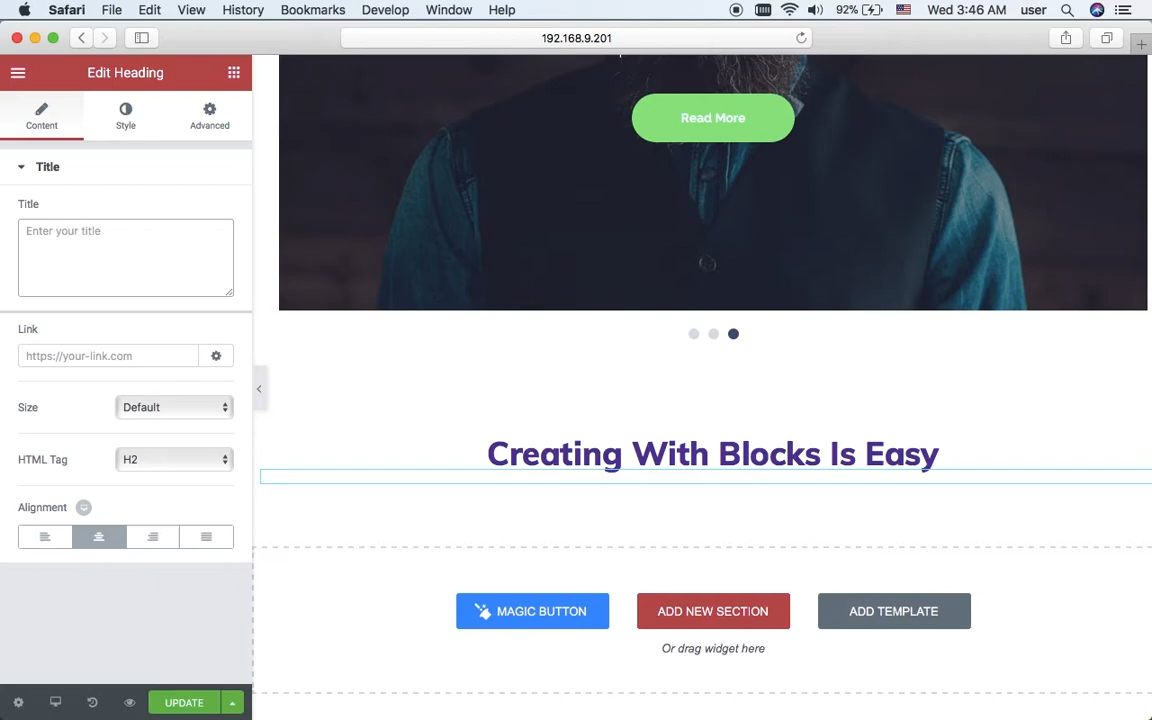 Safari File Edit View History Bookmarks Develop Window Help 92% Wed 3:46 AM user
192.168.9.201
Edit Heading
Content Style Advanced
Title
Title
Enter your title
Link
https://your-link.com
Size Default
HTML Tag H2
Alignment
UPDATE
Read More
Creating With Blocks Is Easy
MAGIC BUTTON ADD NEW SECTION ADD TEMPLATE
Or drag widget here